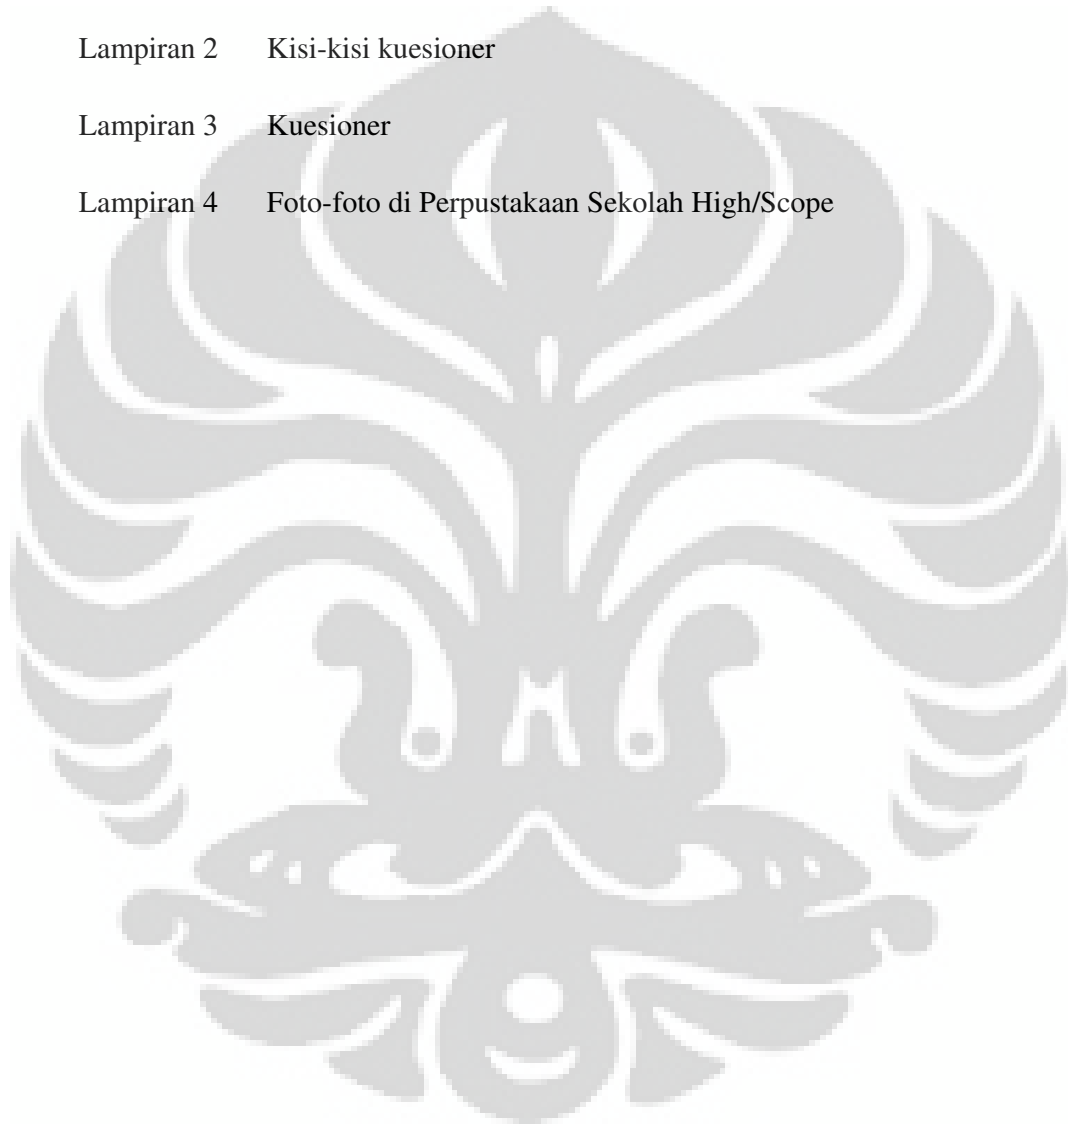 Lampiran 2 Kisi-kisi kuesioner
Lampiran 3 Kuesioner
Lampiran 4 Foto-foto di Perpustakaan Sekolah High/Scope